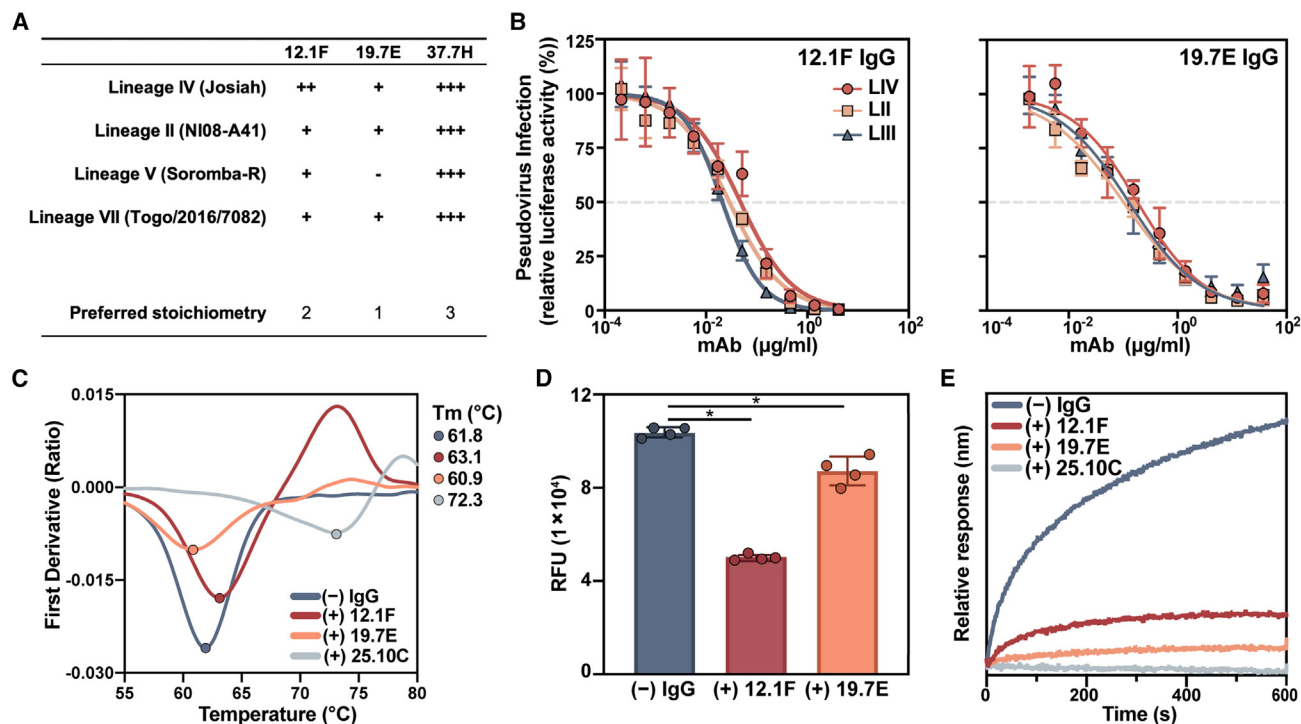 A
12.1F 19.7E 37.7H
Lineage IV (Josiah) ++ + +++
Lineage II (NI08-A41) + + +++
Lineage V (Soromba-R) + - +++
Lineage VII (Togo/2016/7082) + + +++
Preferred stoichiometry 2 1 3
B
Pseudovirus Infection
(relative luciferase activity (%))
125
100
75
50
25
0
12.1F IgG
LIV
LII
LIII
10-4 10-2 100 102
mAb (µg/ml)
19.7E IgG
10-4 10-2 100 102
mAb (µg/ml)
C
First Derivative (Ratio)
0.015
0.000
-0.015
-0.030
55 60 65 70 75 80
Temperature (°C)
Tm (°C)
61.8
63.1
60.9
72.3
(−) IgG
(+) 12.1F
(+) 19.7E
(+) 25.10C
D
RFU (1 × 10⁴)
12
8
4
0
* *
(−) IgG (+) 12.1F (+) 19.7E
E
Relative response (nm)
(−) IgG
(+) 12.1F
(+) 19.7E
(+) 25.10C
0 200 400 600
Time (s)